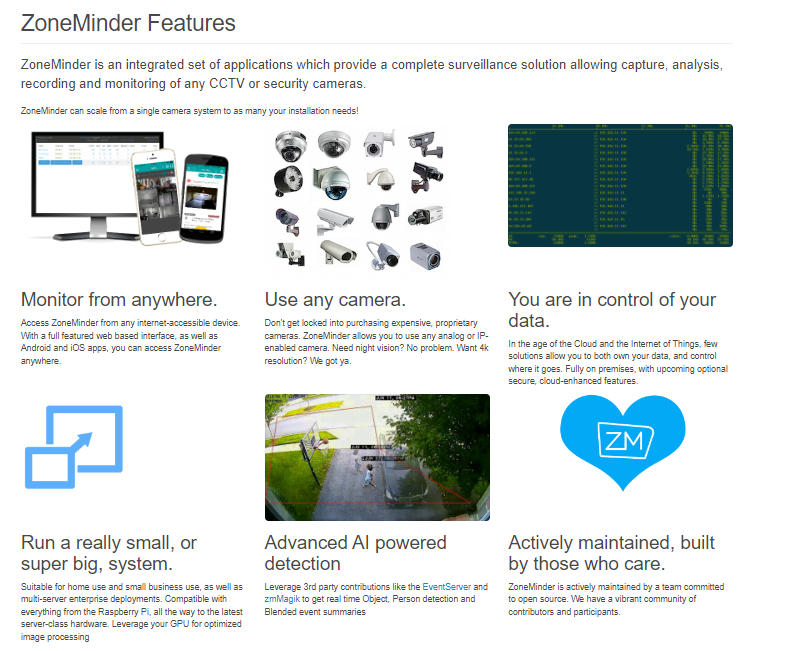 ZoneMinder Features
ZoneMinder is an integrated set of applications which provide a complete surveillance solution allowing capture, analysis,
recording and monitoring of any CCTV or security cameras.
ZoneMinder can scale from a single camera system to as many your installation needs!
Monitor from anywhere.
Access ZoneMinder from any internet-accessible device.
With a full featured web based interface, as well as
Android and iOS apps, you can access ZoneMinder
anywhere.
Use any camera.
Don't get locked into purchasing expensive, proprietary
cameras. ZoneMinder allows you to use any analog or IP-
enabled camera. Need night vision? No problem. Want 4k
resolution? We got ya.
You are in control of your
data.
In the age of the Cloud and the Internet of Things, few
solutions allow you to both own your data, and control
where it goes. Fully on premises, with upcoming optional
secure, cloud-enhanced features.
ZM
Run a really small, or
super big, system.
Suitable for home use and small business use, as well as
multi-server enterprise deployments. Compatible with
everything from the Raspberry Pi, all the way to the latest
server-class hardware. Leverage your GPU for optimized
image processing
Advanced AI powered
detection
Leverage 3rd party contributions like the EventServer and
zmMagik to get real time Object, Person detection and
Blended event summaries
Actively maintained, built
by those who care.
ZoneMinder is actively maintained by a team committed
to open source. We have a vibrant community of
contributors and participants.